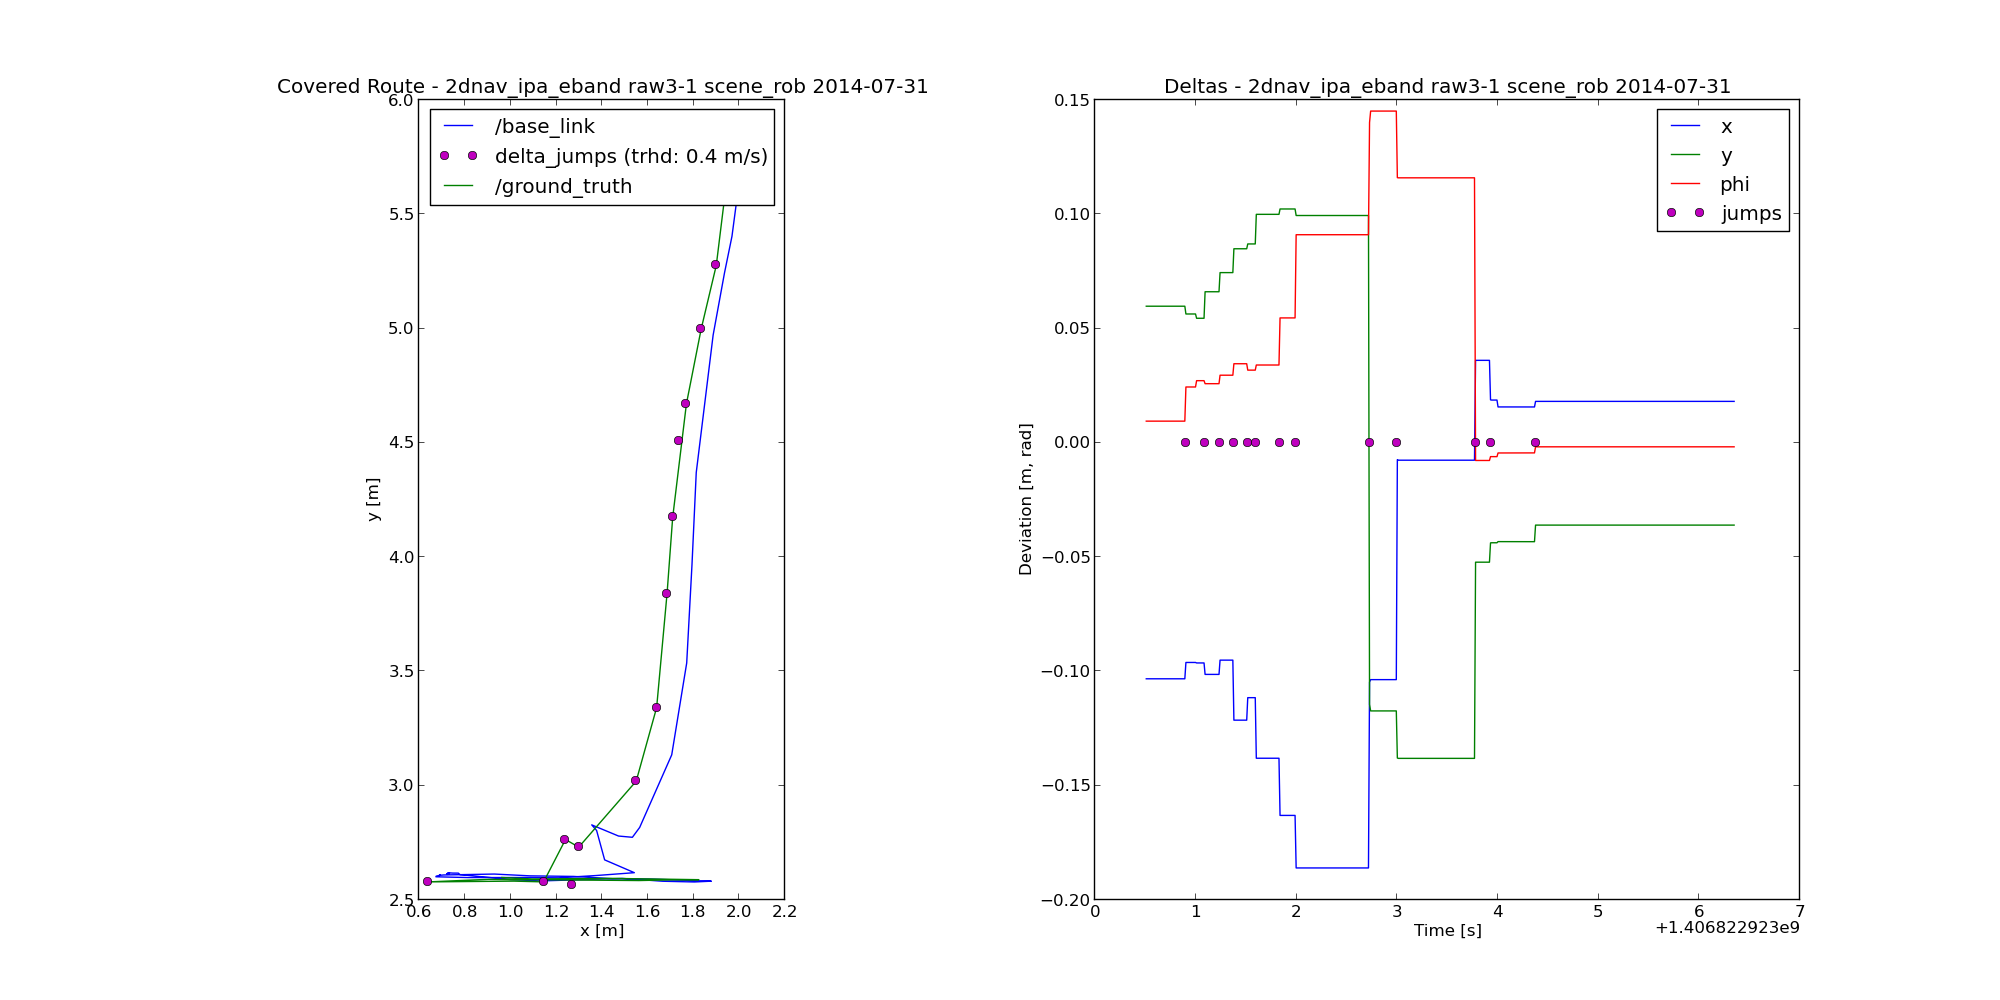 Covered Route - 2dnav_ipa_eband raw3-1 scene_rob 2014-07-31
/base_link
delta_jumps (trhd: 0.4 m/s)
/ground_truth
6.0
5.5
5.0
4.5
4.0
3.5
3.0
2.5
y [m]
0.6 0.8 1.0 1.2 1.4 1.6 1.8 2.0 2.2
x [m]
Deltas - 2dnav_ipa_eband raw3-1 scene_rob 2014-07-31
x
y
phi
jumps
0.15
0.10
0.05
0.00
−0.05
−0.10
−0.15
−0.20
Deviation [m, rad]
0 1 2 3 4 5 6 7
Time [s]
+1.406822923e9